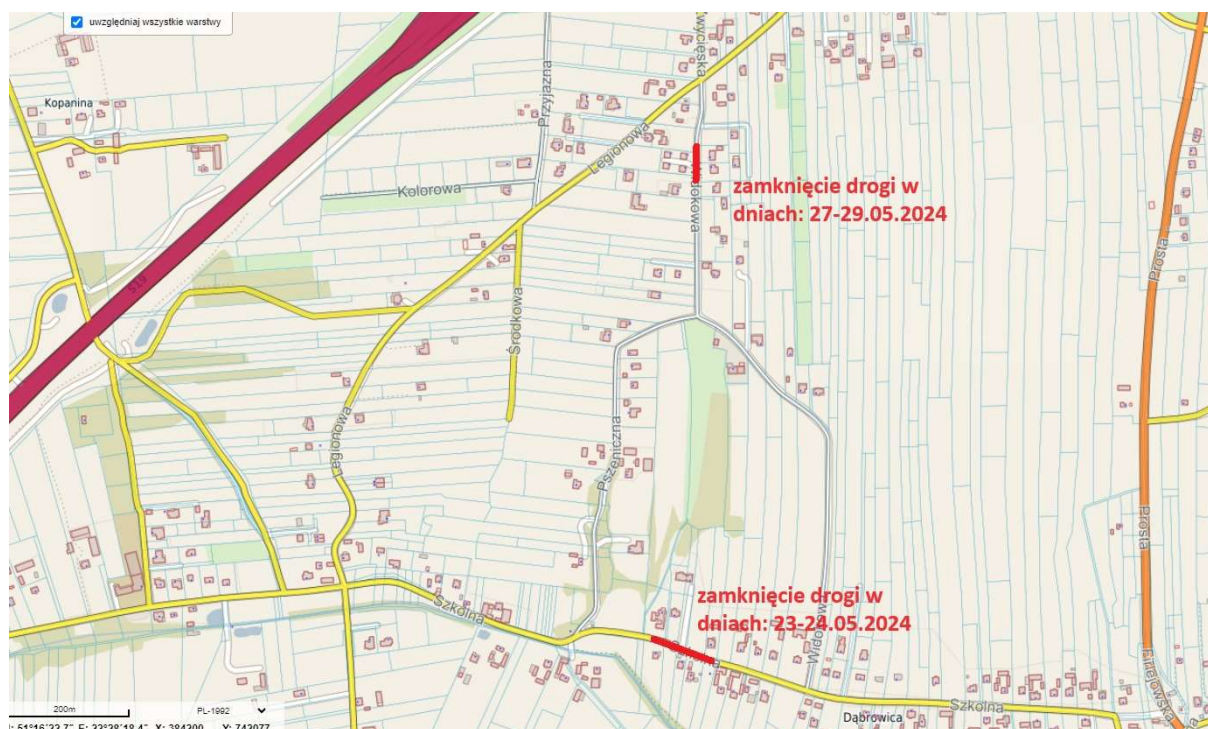 uwzględniaj wszystkie warstwy
Kopanina
Przyjazna
Legionowa
Kolorowa
zamknięcie drogi w
dniach: 27-29.05.2024
Widokowa
Prosta
S19
Środkowa
Legionowa
Pszeniczna
Prosta
zamknięcie drogi w
dniach: 23-24.05.2024
Szkolna
Szkolna
Dąbrowica
200m
PL-1992